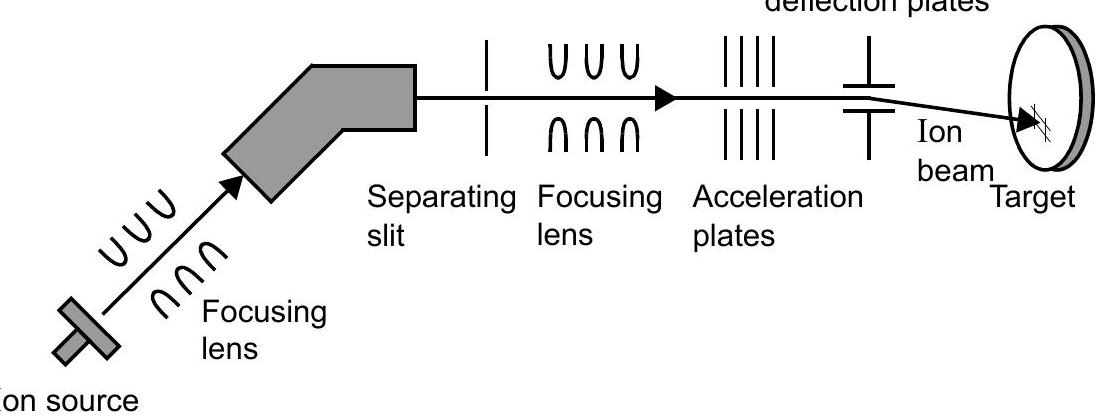 deflection plates
Separating
slit
Focusing
lens
Acceleration
plates
Ion
beam
Target
Focusing
lens
Ion source